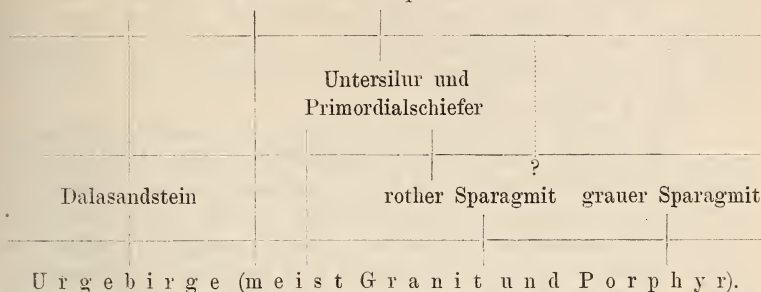 Untersilur und
Primordialschiefer
?
Dalasandstein rother Sparagmit grauer Sparagmit
Urgebirge (meist Granit und Porphyr).